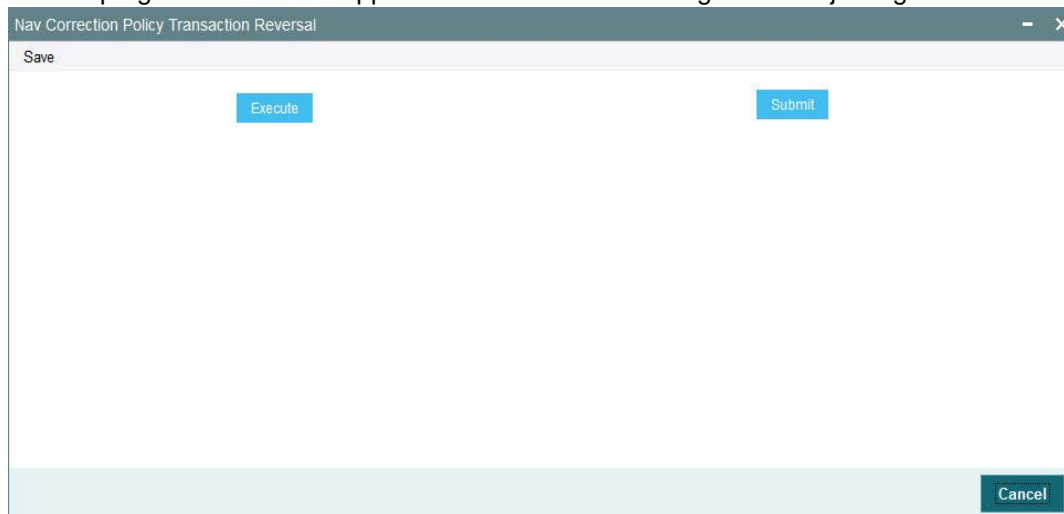 Nav Correction Policy Transaction Reversal
Save
Execute
Submit
Cancel